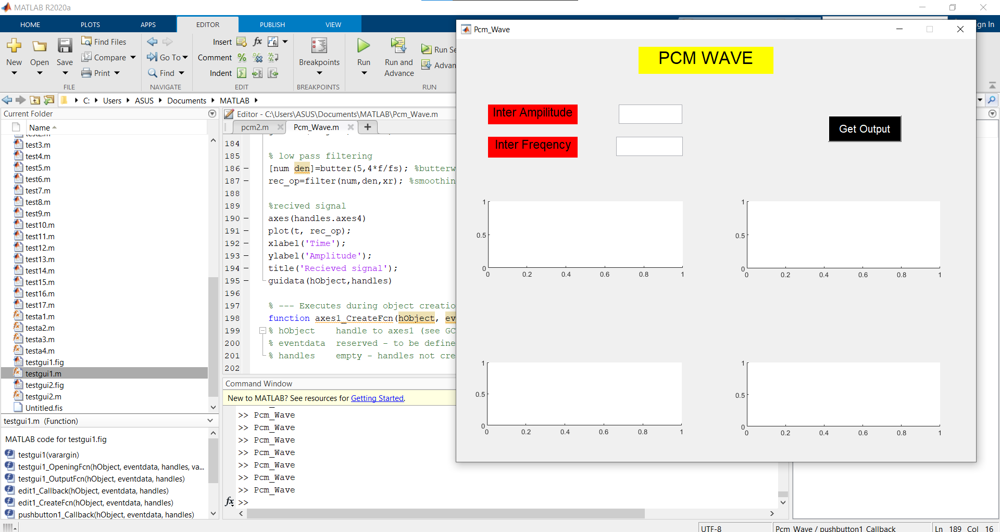 MATLAB R2020a
HOME PLOTS APPS EDITOR PUBLISH VIEW
gn In
New Open Save
Find Files
Compare
Print
FILE
Go To
Find
NAVIGATE
Insert fx
Comment
Indent
EDIT
Breakpoints
BREAKPOINTS
Run
Run and
Advance
Run Se
Advan
RUN
C: Users ASUS Documents MATLAB
Current Folder
Name
test3.m
test4.m
test5.m
test6.m
test7.m
test8.m
test9.m
test10.m
test11.m
test12.m
test13.m
test14.m
test15.m
test16.m
test17.m
testa1.m
testa2.m
testa3.m
testa4.m
testgui1.fig
testgui1.m
testgui2.fig
testgui2.m
Untitled.fis
testgui1.m (Function)
MATLAB code for testgui1.fig
testgui1(varargin)
testgui1_OpeningFcn(hObject, eventdata, handles, va...
testgui1_OutputFcn(hObject, eventdata, handles)
edit1_Callback(hObject, eventdata, handles)
edit1_CreateFcn(hObject, eventdata, handles)
pushbutton1_Callback(hObject, eventdata, handles)
Editor - C:\Users\ASUS\Documents\MATLAB\Pcm_Wave.m
pcm2.m Pcm_Wave.m +
184
185 % low pass filtering
186 – [num den]=butter(5,4*f/fs); %butterw
187 – rec_op=filter(num,den,xr); %smoothin
188
189 %recived signal
190 – axes(handles.axes4)
191 – plot(t, rec_op);
192 – xlabel('Time');
193 – ylabel('Amplitude');
194 – title('Recieved signal');
195 – guidata(hObject,handles)
196
197 % --- Executes during object creatio
198 function axes1_CreateFcn(hObject, ev
199 % hObject    handle to axes1 (see GC
200 % eventdata  reserved - to be define
201 % handles    empty - handles not cre
202
Command Window
New to MATLAB? See resources for Getting Started.
>> Pcm_Wave
>> Pcm_Wave
>> Pcm_Wave
>> Pcm_Wave
>> Pcm_Wave
>> Pcm_Wave
>> Pcm_Wave
fx >>
Pcm_Wave
PCM WAVE
Inter Ampilitude
Inter Freqency
Get Output
1
0.5
0
0 0.2 0.4 0.6 0.8 1
1
0.5
0
0 0.2 0.4 0.6 0.8 1
1
0.5
0
0 0.2 0.4 0.6 0.8 1
1
0.5
0
0 0.2 0.4 0.6 0.8 1
UTF-8 Pcm_Wave / pushbutton1_Callback Ln 189 Col 16